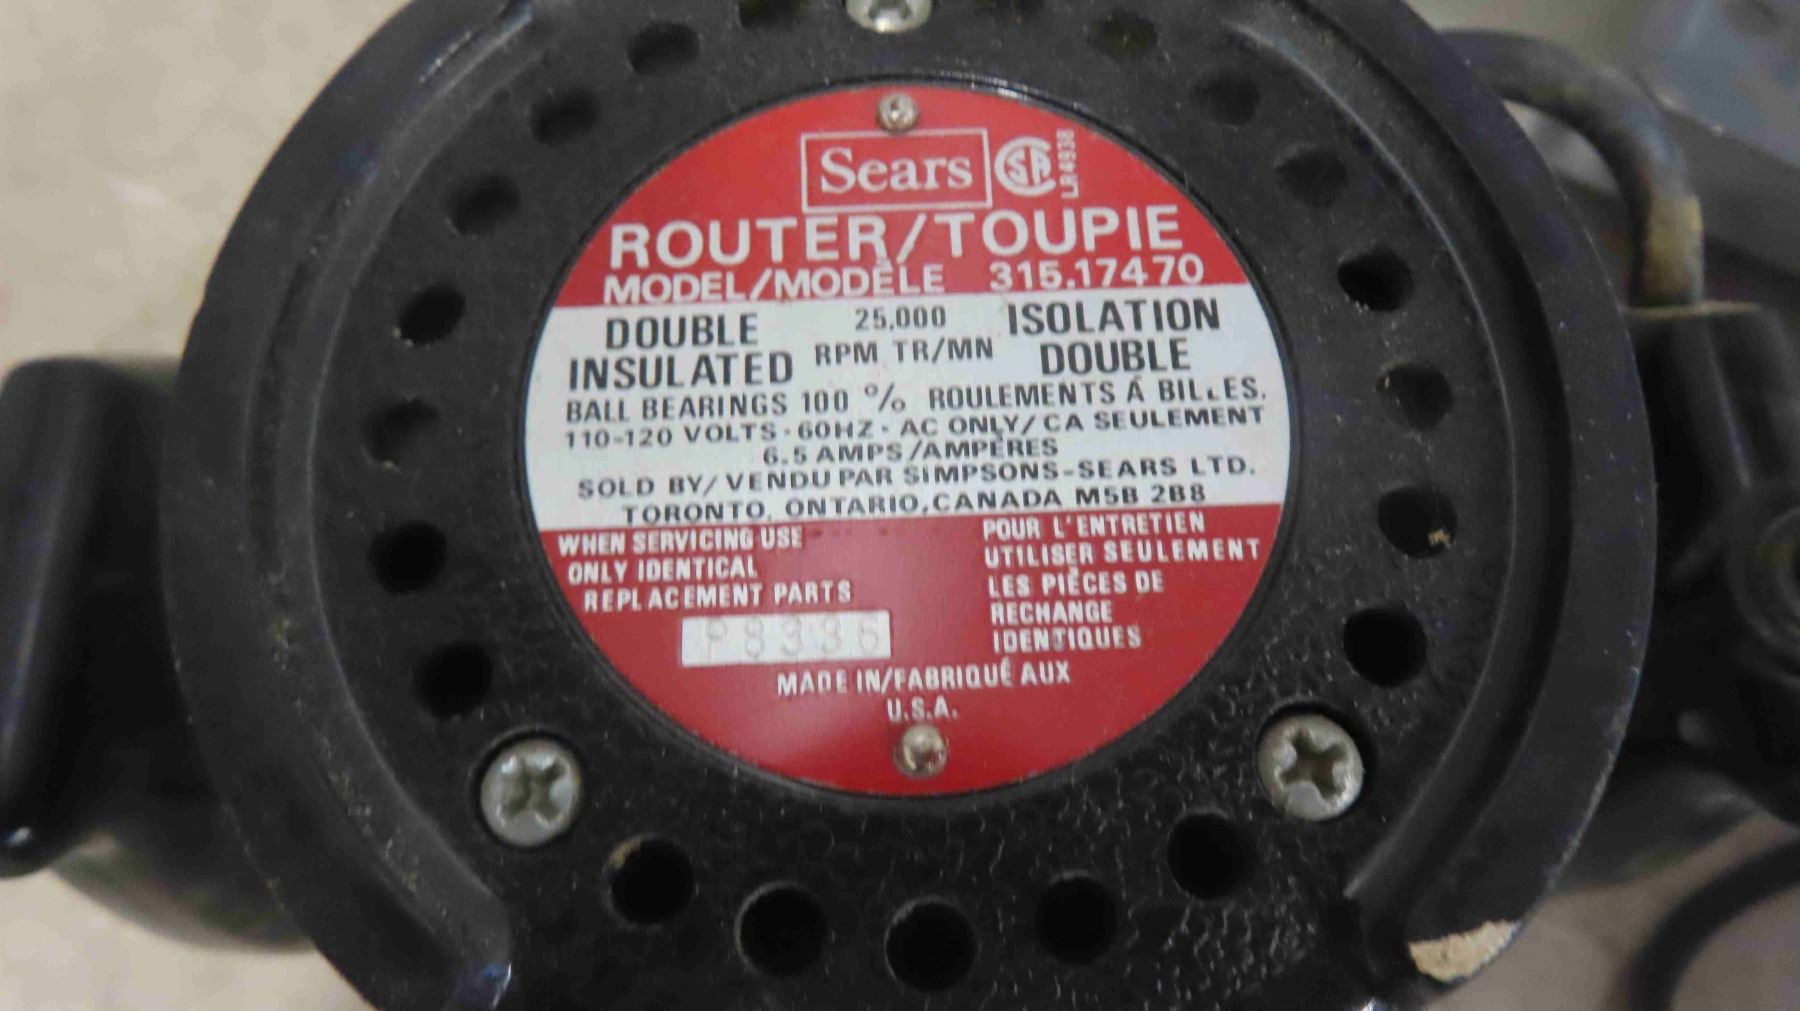 Sears
CSA
LR4938
ROUTER/TOUPIE
MODEL/MODÈLE 315.17470
DOUBLE 25,000 ISOLATION
INSULATED RPM TR/MN DOUBLE
BALL BEARINGS 100 % ROULEMENTS Á BILLES.
110-120 VOLTS · 60HZ · AC ONLY/CA SEULEMENT
6.5 AMPS/AMPÈRES
SOLD BY/VENDU PAR SIMPSONS-SEARS LTD.
TORONTO, ONTARIO, CANADA M5B 2B8
WHEN SERVICING USE
ONLY IDENTICAL
REPLACEMENT PARTS
POUR L'ENTRETIEN
UTILISER SEULEMENT
LES PIÈCES DE
RECHANGE
IDENTIQUES
P8336
MADE IN/FABRIQUÉ AUX
U.S.A.